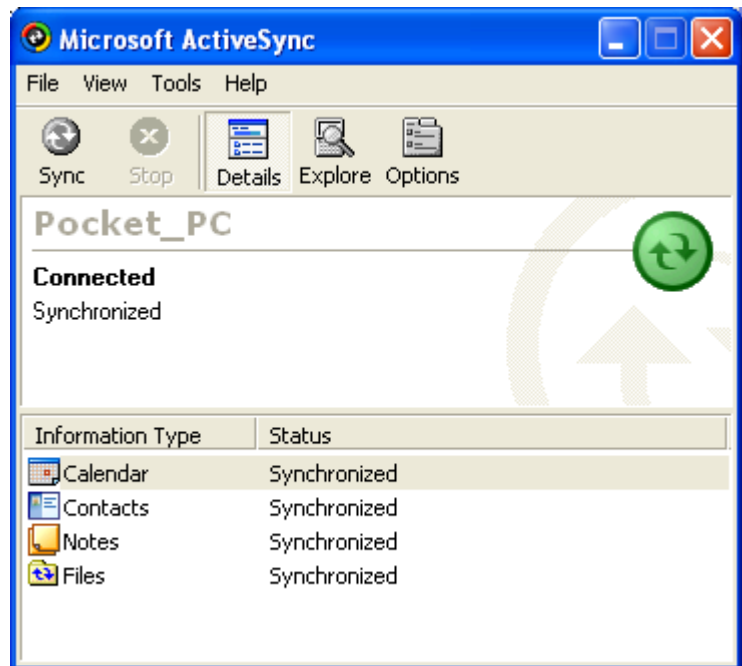 Microsoft ActiveSync
File View Tools Help
Sync Stop Details Explore Options
Pocket_PC
Connected
Synchronized
Information Type Status
Calendar Synchronized
Contacts Synchronized
Notes Synchronized
Files Synchronized